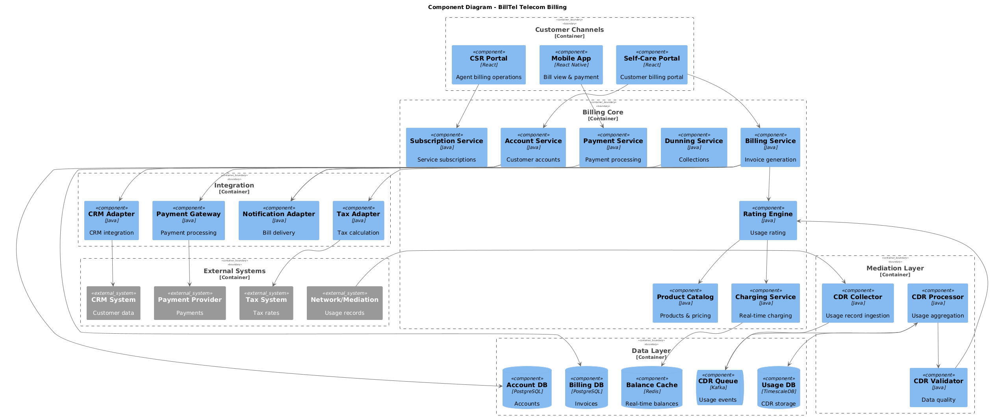 Component Diagram - BillTel Telecom Billing
«container_boundary»
«boundary»
Customer Channels
[Container]
«component»
CSR Portal
[React]
Agent billing operations
«component»
Mobile App
[React Native]
Bill view & payment
«component»
Self-Care Portal
[React]
Customer billing portal
«container_boundary»
«boundary»
Billing Core
[Container]
«component»
Subscription Service
[Java]
Service subscriptions
«component»
Account Service
[Java]
Customer accounts
«component»
Payment Service
[Java]
Payment processing
«component»
Dunning Service
[Java]
Collections
«component»
Billing Service
[Java]
Invoice generation
«container_boundary»
«boundary»
Integration
[Container]
«component»
CRM Adapter
[Java]
CRM integration
«component»
Payment Gateway
[Java]
Payment processing
«component»
Notification Adapter
[Java]
Bill delivery
«component»
Tax Adapter
[Java]
Tax calculation
«component»
Rating Engine
[Java]
Usage rating
«container_boundary»
«boundary»
External Systems
[Container]
«external_system»
CRM System
Customer data
«external_system»
Payment Provider
Payments
«external_system»
Tax System
Tax rates
«external_system»
Network/Mediation
Usage records
«component»
Product Catalog
[Java]
Products & pricing
«component»
Charging Service
[Java]
Real-time charging
«container_boundary»
«boundary»
Mediation Layer
[Container]
«component»
CDR Collector
[Java]
Usage record ingestion
«component»
CDR Processor
[Java]
Usage aggregation
«container_boundary»
«boundary»
Data Layer
[Container]
«component»
Account DB
[PostgreSQL]
Accounts
«component»
Billing DB
[PostgreSQL]
Invoices
«component»
Balance Cache
[Redis]
Real-time balances
«component»
CDR Queue
[Kafka]
Usage events
«component»
Usage DB
[TimescaleDB]
CDR storage
«component»
CDR Validator
[Java]
Data quality